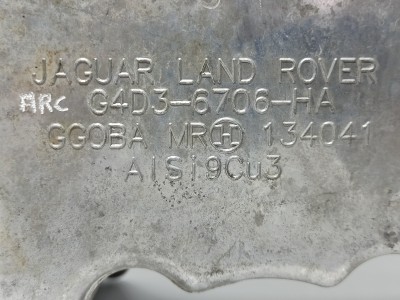 JAGUAR LAND ROVER
ARC G4D3-6706-HA
GGOBA MR H 134041
AlSi9Cu3